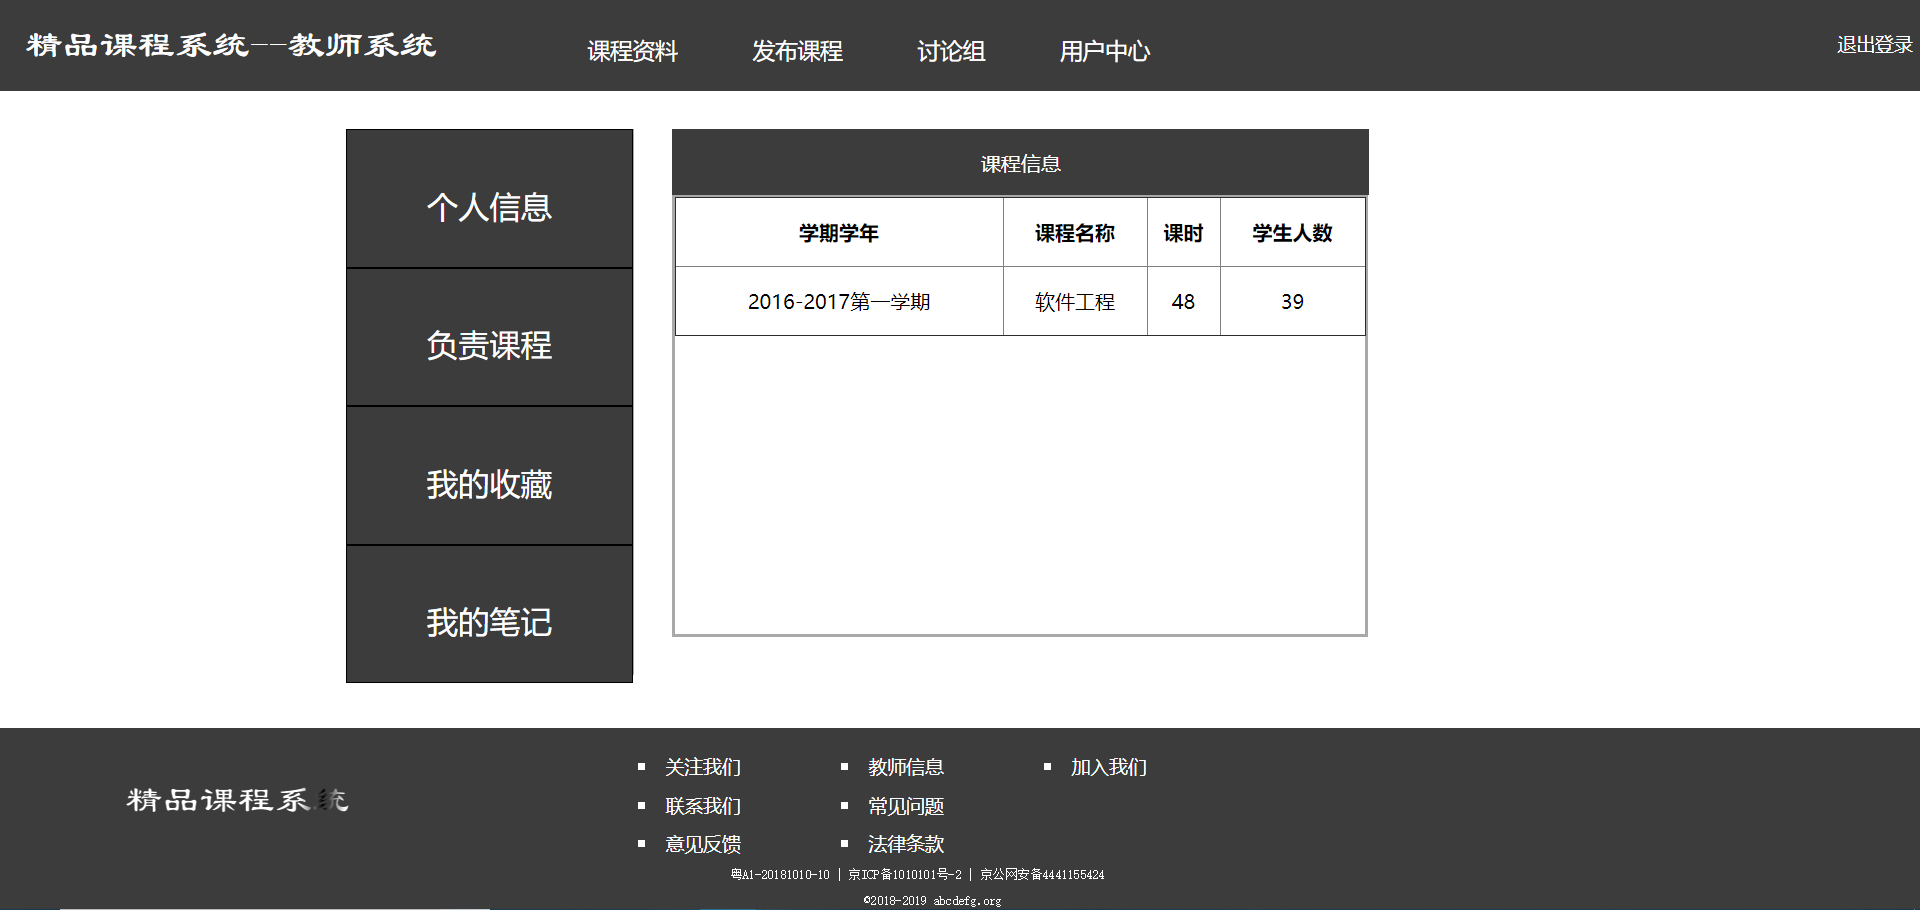 精品课程系统--教师系统
课程资料 发布课程 讨论组 用户中心
退出登录
个人信息
负责课程
我的收藏
我的笔记
课程信息
学期学年 课程名称 课时 学生人数
2016-2017第一学期 软件工程 48 39
精品课程系统
关注我们 教师信息 加入我们
联系我们 常见问题
意见反馈 法律条款
粤A1-20181010-10 | 京ICP备1010101号-2 | 京公网安备4441155424
©2018-2019 abcdefg.org